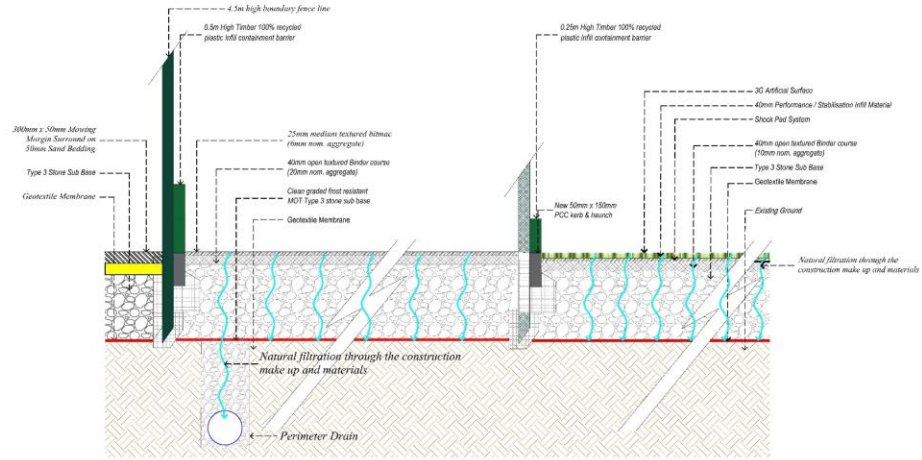 4.5m high boundary fence line
0.5m High Timber 100% recycled
plastic Infill containment barrier
300mm x 50mm Mowing
Margin Surround on
50mm Sand Bedding
Type 3 Stone Sub Base
Geotextile Membrane
25mm medium textured bitmac
(6mm nom. aggregate)
40mm open textured Binder course
(20mm nom. aggregate)
Clean graded frost resistent
MOT Type 3 stone sub base
Geotextile Membrane
Natural filtration through the construction
make up and materials
Perimeter Drain
0.25m High Timber 100% recycled
plastic Infill containment barrier
New 50mm x 150mm
PCC kerb & haunch
3G Artificial Surface
40mm Performance / Stabilisation Infill Material
Shock Pad System
40mm open textured Binder course
(10mm nom. aggregate)
Type 3 Stone Sub Base
Geotextile Membrane
Existing Ground
Natural filtration through the
construction make up and materials